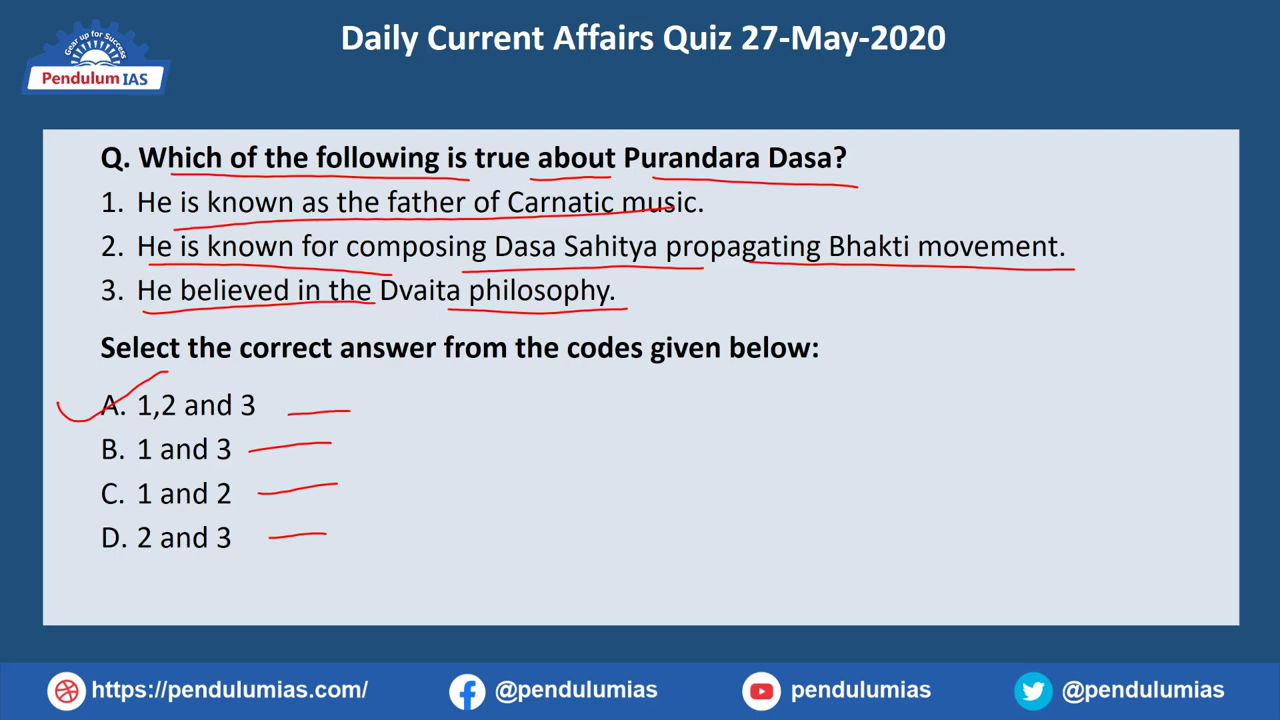 Daily Current Affairs Quiz 27-May-2020
Gear up for Success
Pendulum IAS
Q. Which of the following is true about Purandara Dasa?
1. He is known as the father of Carnatic music.
2. He is known for composing Dasa Sahitya propagating Bhakti movement.
3. He believed in the Dvaita philosophy.
Select the correct answer from the codes given below:
A. 1,2 and 3
B. 1 and 3
C. 1 and 2
D. 2 and 3
https://pendulumias.com/ @pendulumias pendulumias @pendulumias